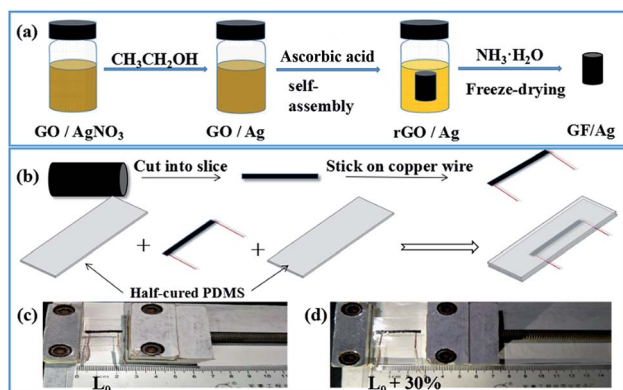 (a)
CH₃CH₂OH
Ascorbic acid
self-
assembly
NH₃·H₂O
Freeze-drying
GO / AgNO₃
GO / Ag
rGO / Ag
GF/Ag
(b)
Cut into slice
Stick on copper wire
+
+
Half-cured PDMS
(c)
L₀
(d)
L₀ + 30%